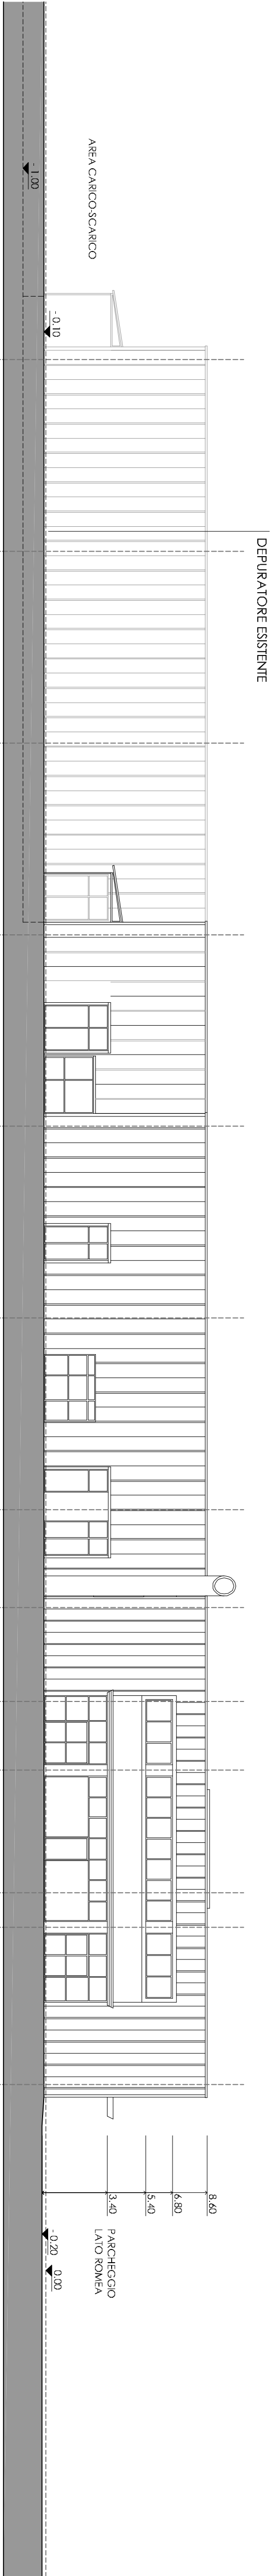 DEPURATORE ESISTENTE
AREA CARICO-SCARICO
- 1.00
- 0.10
8.60
6.80
5.40
3.40
PARCHEGGIO
LATO ROMEA
- 0.20
0.00